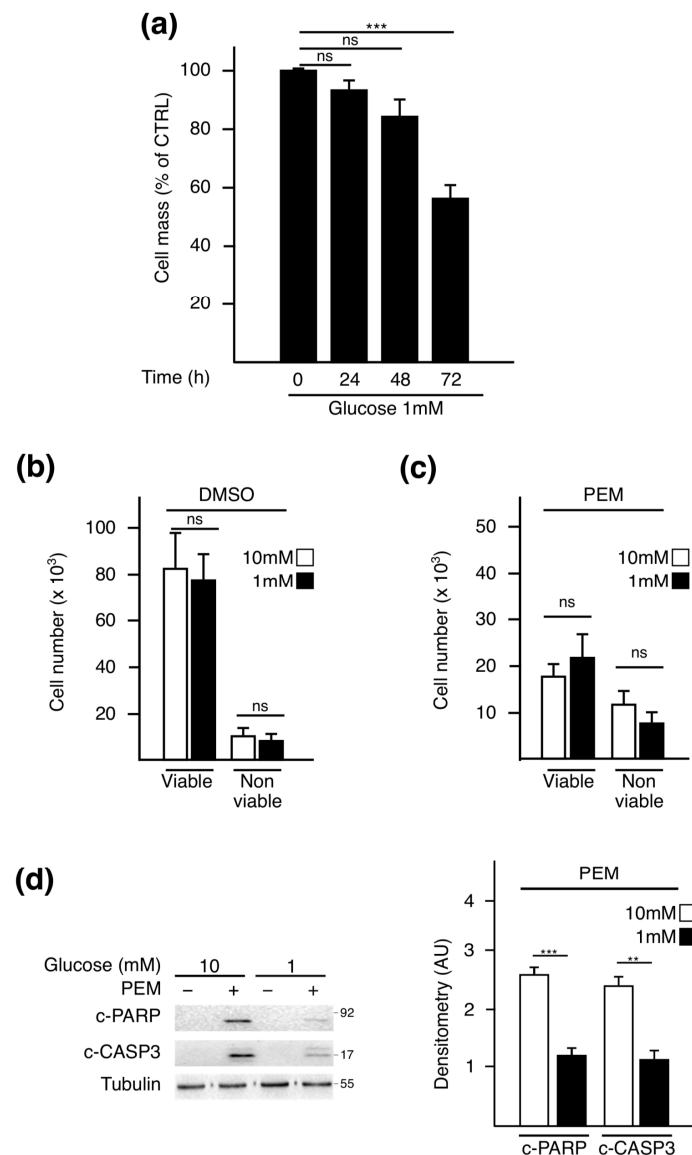 (a)
***
ns
ns
100
80
60
40
20
Cell mass (% of CTRL)
Time (h) 0 24 48 72
Glucose 1mM
(b)
DMSO
ns
10mM
1mM
100
80
60
40
20
Cell number (x 10³)
ns
Viable Non viable
(c)
PEM
50
40
30
20
10
Cell number (x 10³)
10mM
1mM
ns
ns
Viable Non viable
(d)
Glucose (mM) 10 1
PEM − + − +
c-PARP 92
c-CASP3 17
Tubulin 55
PEM
4
3
2
1
Densitometry (AU)
10mM
1mM
***
**
c-PARP c-CASP3